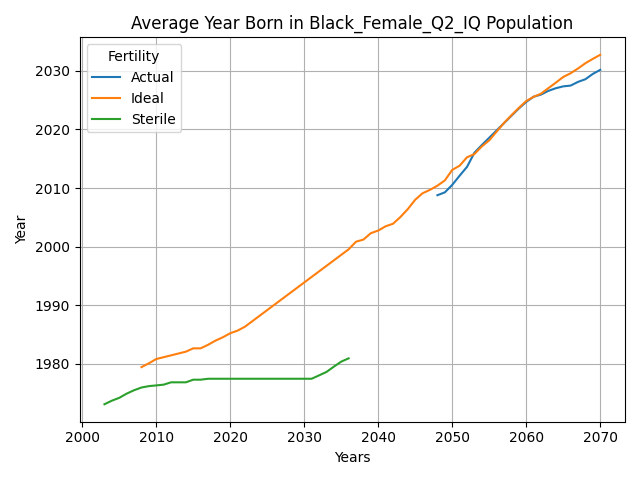 Average Year Born in Black_Female_Q2_IQ Population
Fertility
Actual
Ideal
Sterile
2030
2020
2010
2000
1990
1980
Year
2000 2010 2020 2030 2040 2050 2060 2070
Years